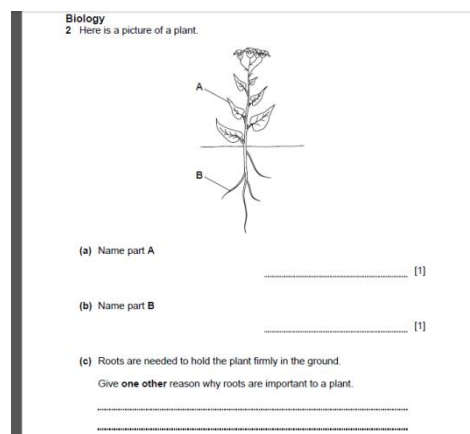 Biology
2 Here is a picture of a plant.
A
B
(a) Name part A
[1]
(b) Name part B
[1]
(c) Roots are needed to hold the plant firmly in the ground.
Give one other reason why roots are important to a plant.